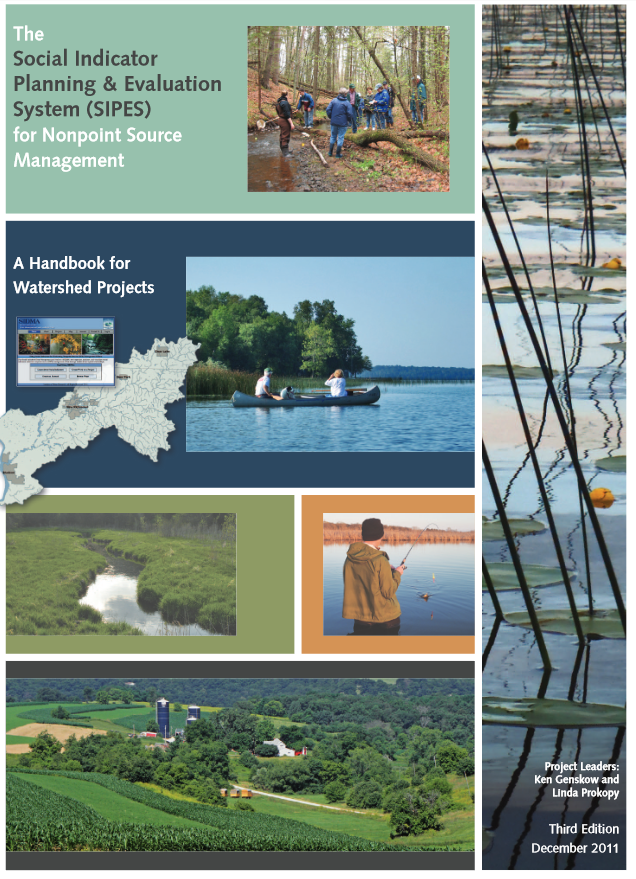 The
Social Indicator
Planning & Evaluation
System (SIPES)
for Nonpoint Source
Management
A Handbook for
Watershed Projects
SIDMA
Project Leaders:
Ken Genskow and
Linda Prokopy
Third Edition
December 2011